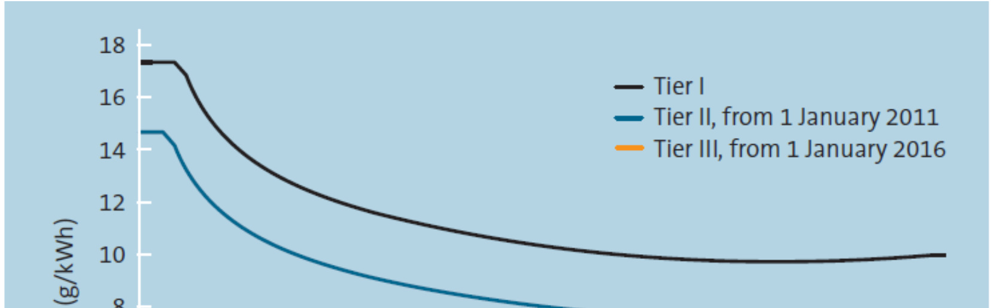 18
16
14
12
10
8
(g/kWh)
Tier I
Tier II, from 1 January 2011
Tier III, from 1 January 2016